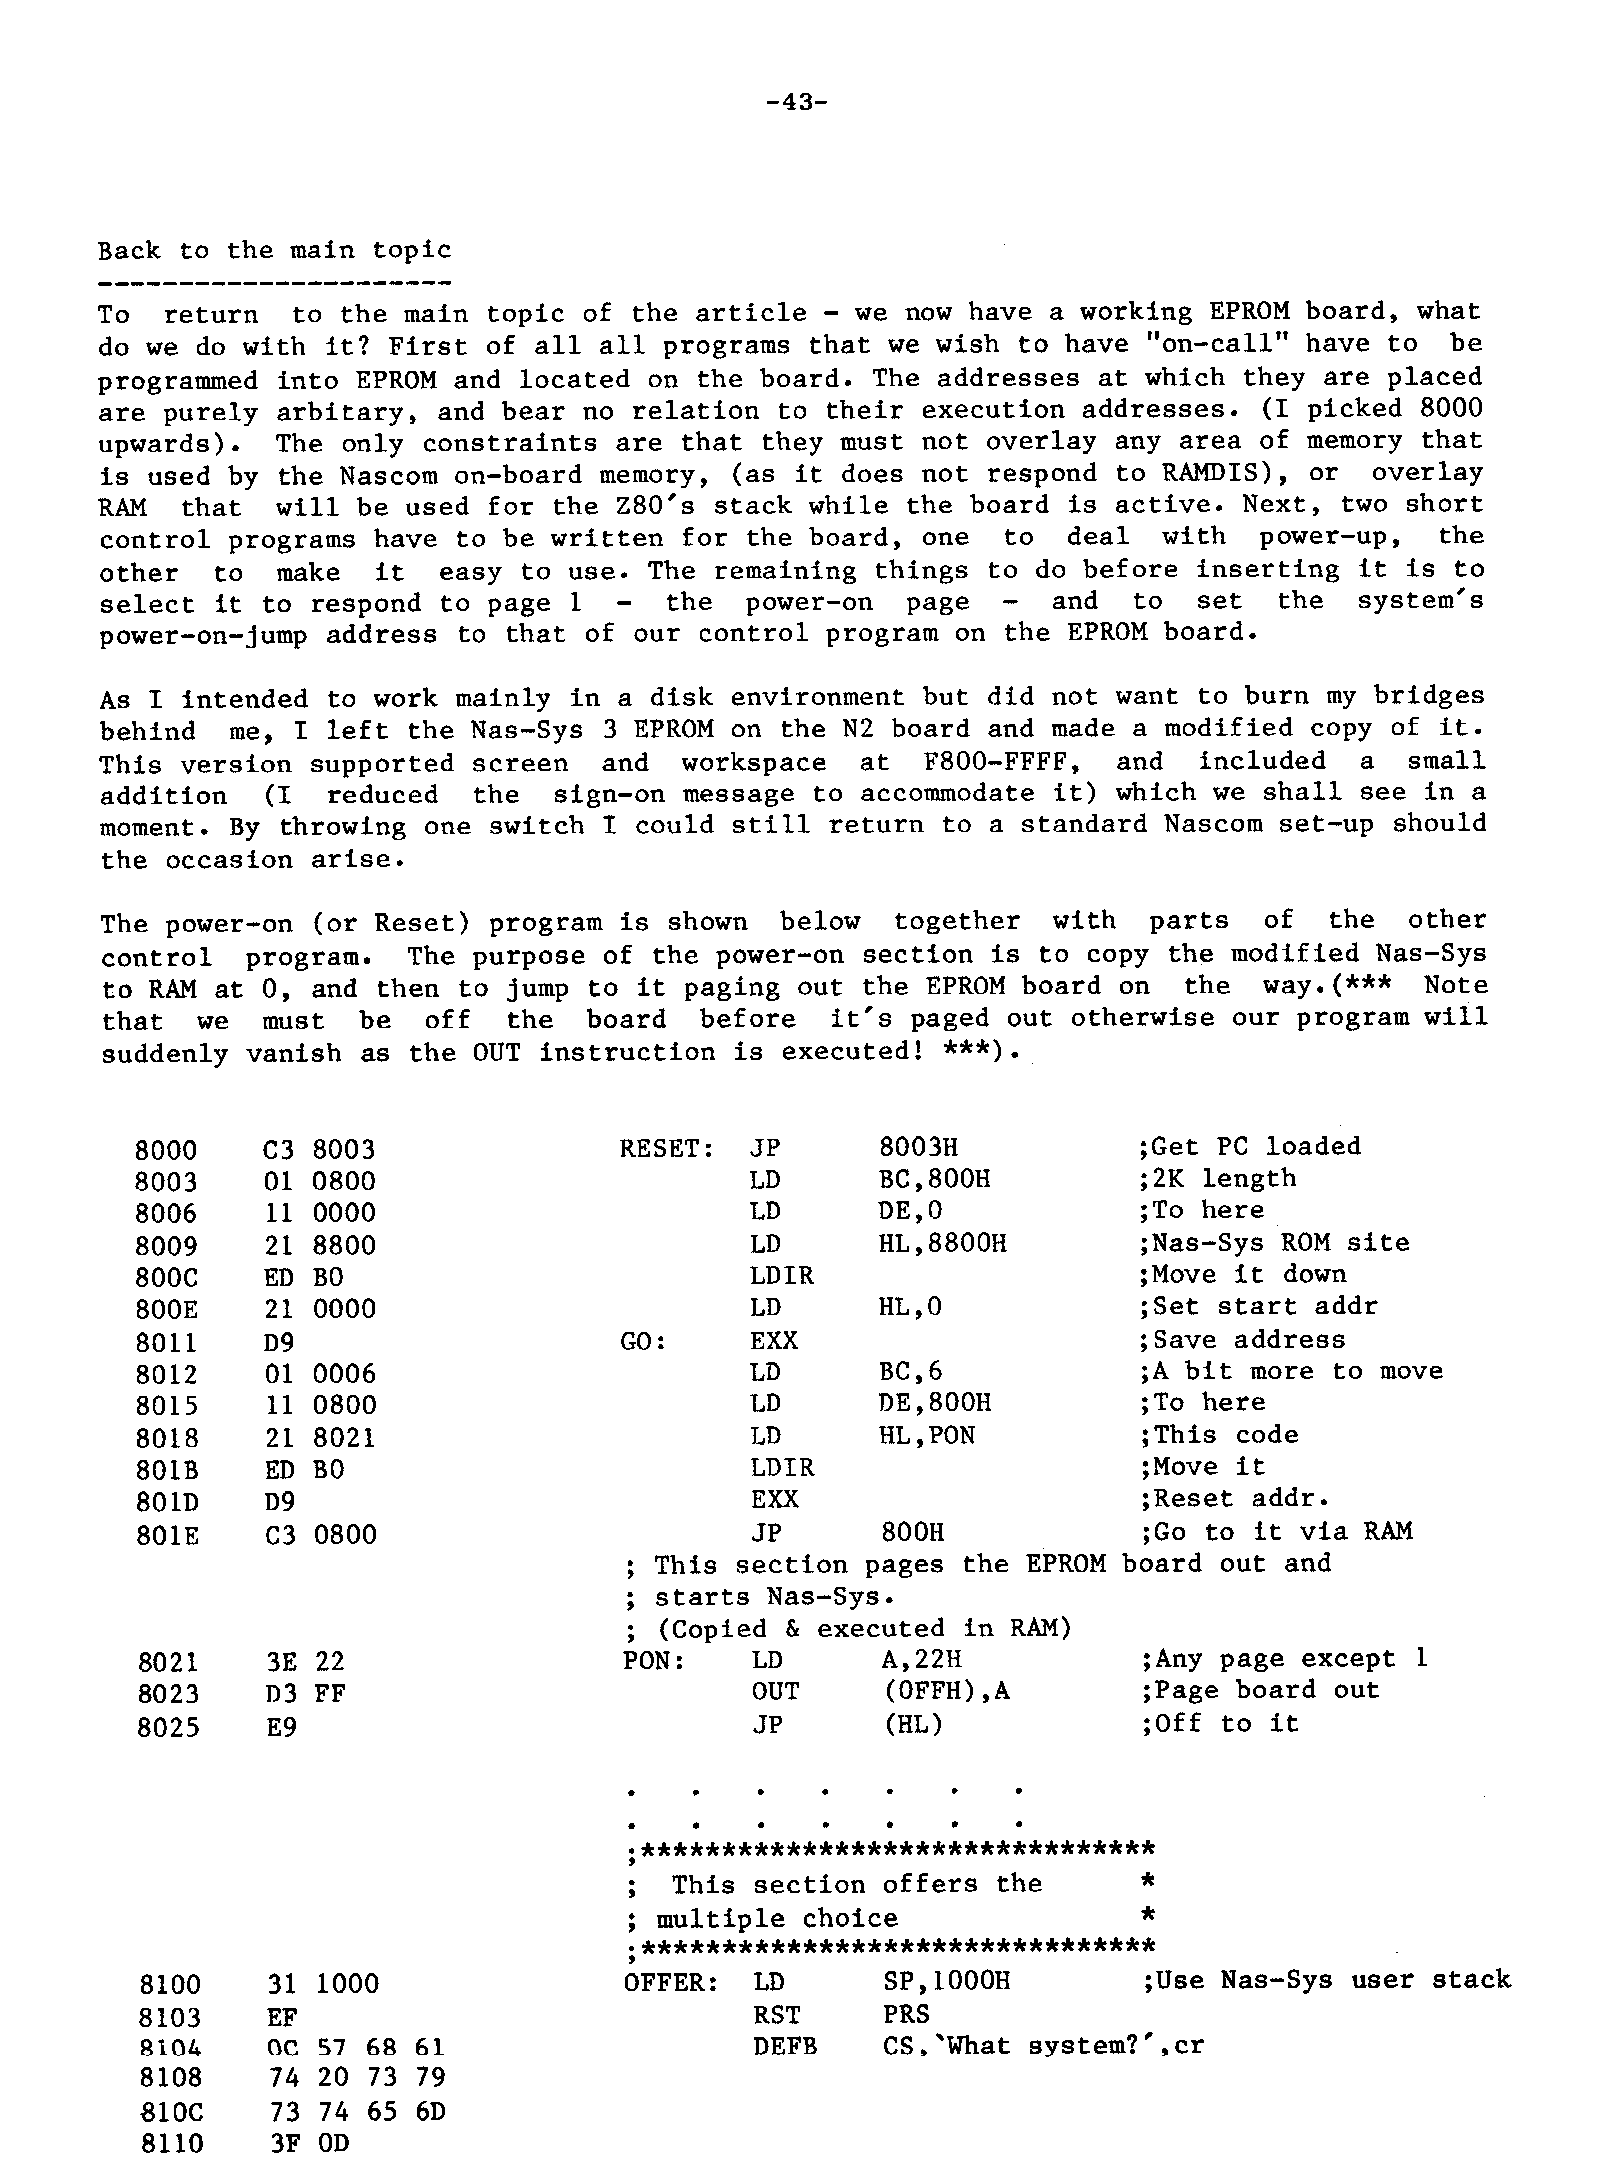 -43-
Back to the main topic
----------------------
To return to the main topic of the article - we now have a working EPROM board, what
do we do with it? First of all all programs that we wish to have "on-call" have to be
programmed into EPROM and located on the board. The addresses at which they are placed
are purely arbitary, and bear no relation to their execution addresses. (I picked 8000
upwards). The only constraints are that they must not overlay any area of memory that
is used by the Nascom on-board memory, (as it does not respond to RAMDIS), or overlay
RAM that will be used for the Z80's stack while the board is active. Next, two short
control programs have to be written for the board, one to deal with power-up, the
other to make it easy to use. The remaining things to do before inserting it is to
select it to respond to page 1 - the power-on page - and to set the system's
power-on-jump address to that of our control program on the EPROM board.
As I intended to work mainly in a disk environment but did not want to burn my bridges
behind me, I left the Nas-Sys 3 EPROM on the N2 board and made a modified copy of it.
This version supported screen and workspace at F800-FFFF, and included a small
addition (I reduced the sign-on message to accommodate it) which we shall see in a
moment. By throwing one switch I could still return to a standard Nascom set-up should
the occasion arise.
The power-on (or Reset) program is shown below together with parts of the other
control program. The purpose of the power-on section is to copy the modified Nas-Sys
to RAM at 0, and then to jump to it paging out the EPROM board on the way.(*** Note
that we must be off the board before it's paged out otherwise our program will
suddenly vanish as the OUT instruction is executed! ***).
8000 C3 8003 RESET: JP 8003H ;Get PC loaded
8003 01 0800 LD BC,800H ;2K length
8006 11 0000 LD DE,0 ;To here
8009 21 8800 LD HL,8800H ;Nas-Sys ROM site
800C ED B0 LDIR ;Move it down
800E 21 0000 LD HL,0 ;Set start addr
8011 D9 GO: EXX ;Save address
8012 01 0006 LD BC,6 ;A bit more to move
8015 11 0800 LD DE,800H ;To here
8018 21 8021 LD HL,PON ;This code
801B ED B0 LDIR ;Move it
801D D9 EXX ;Reset addr.
801E C3 0800 JP 800H ;Go to it via RAM
; This section pages the EPROM board out and
; starts Nas-Sys.
; (Copied & executed in RAM)
8021 3E 22 PON: LD A,22H ;Any page except 1
8023 D3 FF OUT (0FFH),A ;Page board out
8025 E9 JP (HL) ;Off to it
. . . . . . .
. . . . . . .
;********************************
; This section offers the *
; multiple choice *
;********************************
8100 31 1000 OFFER: LD SP,1000H ;Use Nas-Sys user stack
8103 EF RST PRS
8104 0C 57 68 61 DEFB CS,`What system?',cr
8108 74 20 73 79
810C 73 74 65 6D
8110 3F 0D